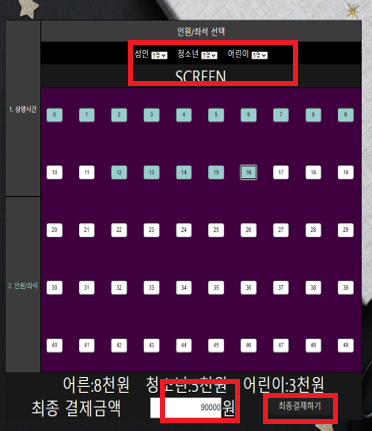 인원/좌석 선택
성인 청소년 어린이
SCREEN
1. 상영시간
0 1 2 3 4 5 6 7 8 9
10 11 12 13 14 15 16 17 18 19
20 21 22 23 24 25 26 27 28 29
2. 인원/좌석
30 31 32 33 34 35 36 37 38 39
40 41 42 43 44 45 46 47 48 49
어른:8천원 청소년:5천원 어린이:3천원
최종 결제금액 90000원 최종결제하기